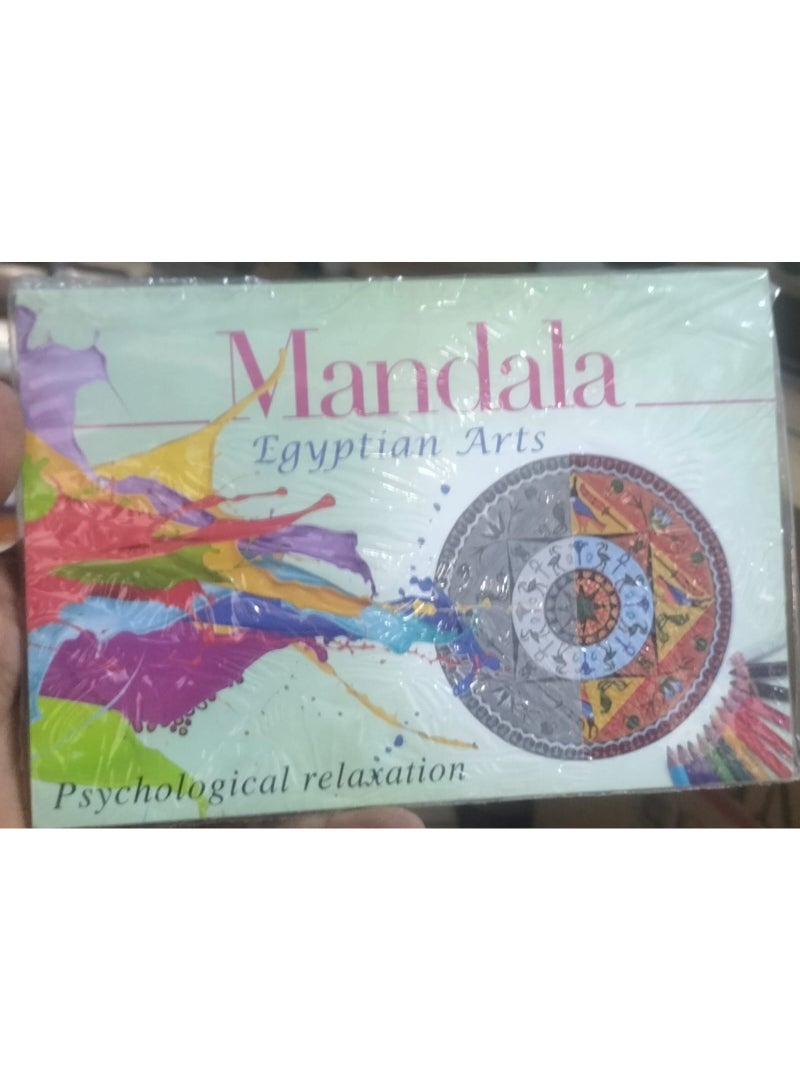 Mandala
Egyptian Arts
Psychological relaxation